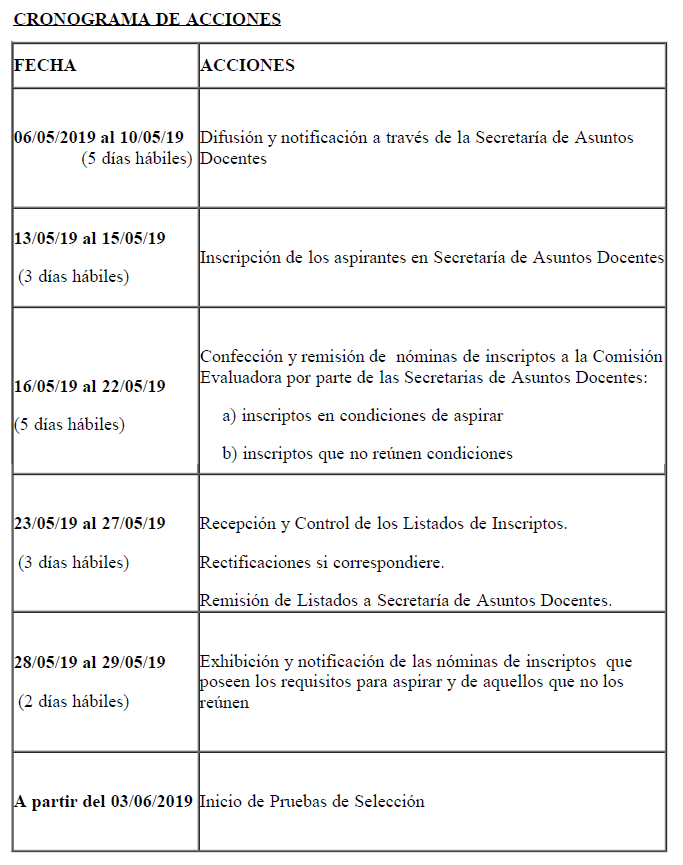 CRONOGRAMA DE ACCIONES
FECHA
ACCIONES
06/05/2019 al 10/05/19
(5 días hábiles)
Difusión y notificación a través de la Secretaría de Asuntos
Docentes
13/05/19 al 15/05/19
(3 días hábiles)
Inscripción de los aspirantes en Secretaría de Asuntos Docentes
16/05/19 al 22/05/19
(5 días hábiles)
Confección y remisión de nóminas de inscriptos a la Comisión
Evaluadora por parte de las Secretarias de Asuntos Docentes:
a) inscriptos en condiciones de aspirar
b) inscriptos que no reúnen condiciones
23/05/19 al 27/05/19
(3 días hábiles)
Recepción y Control de los Listados de Inscriptos.
Rectificaciones si correspondiere.
Remisión de Listados a Secretaría de Asuntos Docentes.
28/05/19 al 29/05/19
(2 días hábiles)
Exhibición y notificación de las nóminas de inscriptos que
poseen los requisitos para aspirar y de aquellos que no los
reúnen
A partir del 03/06/2019
Inicio de Pruebas de Selección